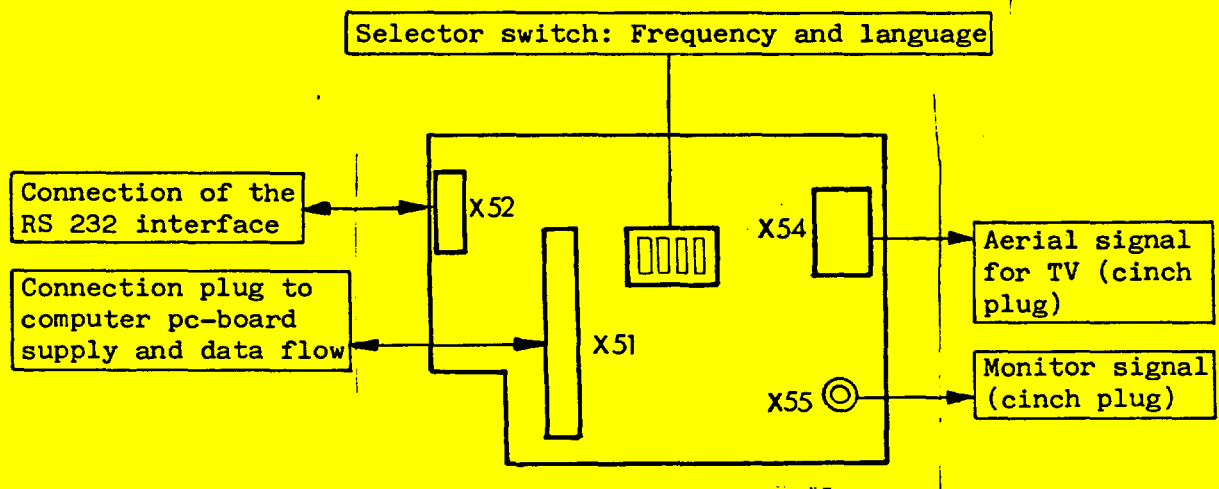 Selector switch: Frequency and language
Connection of the
RS 232 interface
X52
X54
Aerial signal
for TV (cinch
plug)
Connection plug to
computer pc-board
supply and data flow
X51
Monitor signal
(cinch plug)
X55